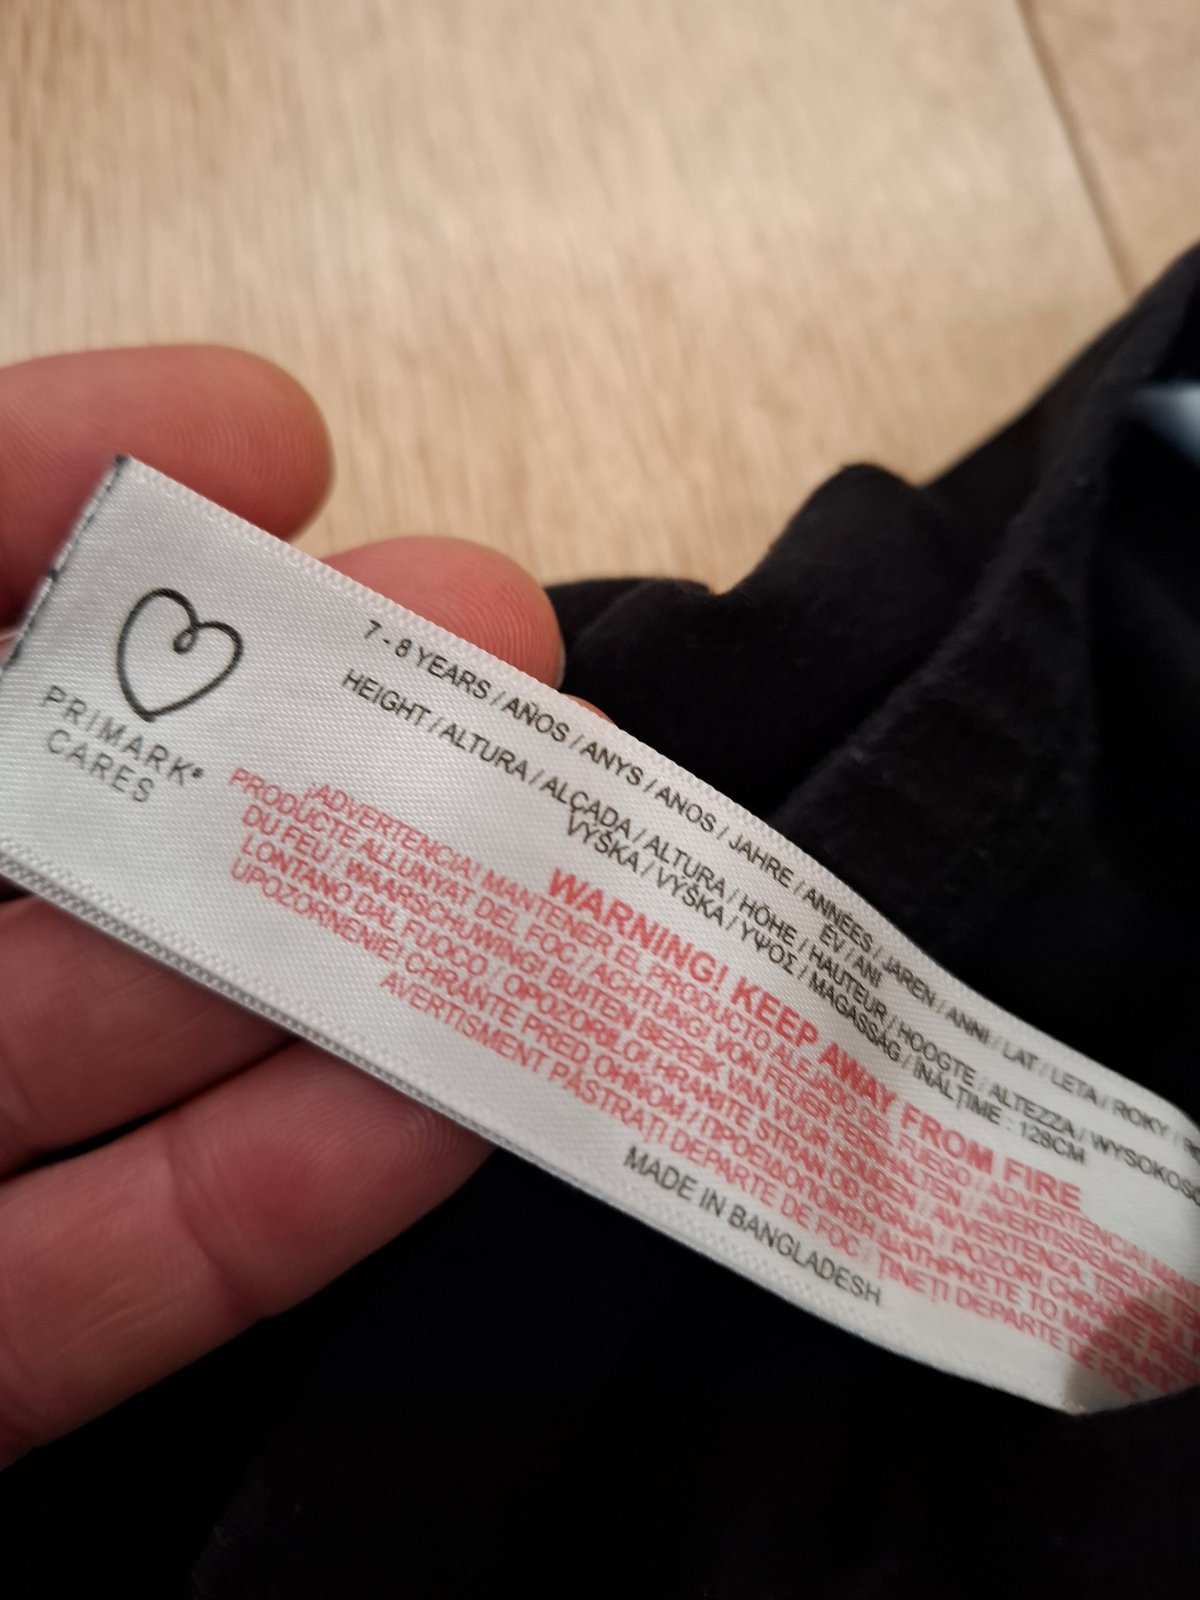 PRIMARK®
CARES
7 - 8 YEARS / AÑOS / ANYS / ANOS / JAHRE / ANNÉES / JAREN / ANNI / LAT / LETA / ROKY /
ÉV / ANI
HEIGHT / ALTURA / ALÇADA / ALTURA / HÖHE / HAUTEUR / HOOGTE / ALTEZZA /
VÝŠKA / VÝŠKA / ΥΨΟΣ / MAGASSÁG / ÎNĂLȚIME : 128CM
WARNING! KEEP AWAY FROM FIRE
¡ADVERTENCIA! MANTENER EL PRODUCTO ALEJADO DEL FUEGO / ADVERTÈNCIA!
PRODUCTE ALLUNYAT DEL FOC / ACHTUNG! VON FEUER FERNHALTEN / AVERTISSEMENT!
DU FEU / WAARSCHUWING! BUITEN BEREIK VAN VUUR HOUDEN / AVVERTENZA.
LONTANO DAL FUOCO / OPOZORILO! HRANITE STRAN OD OGNJA / POZOR!
UPOZORNENIE! CHRÁNTE PRED OHŇOM / ΠΡΟΕΙΔΟΠΟΙΗΣΗ ΔΙΑΤΗΡΗΣΤΕ ΤΟ
AVERTISMENT PĂSTRAȚI DEPARTE DE FOC / ȚINEȚI DEPARTE DE FOC
MADE IN BANGLADESH